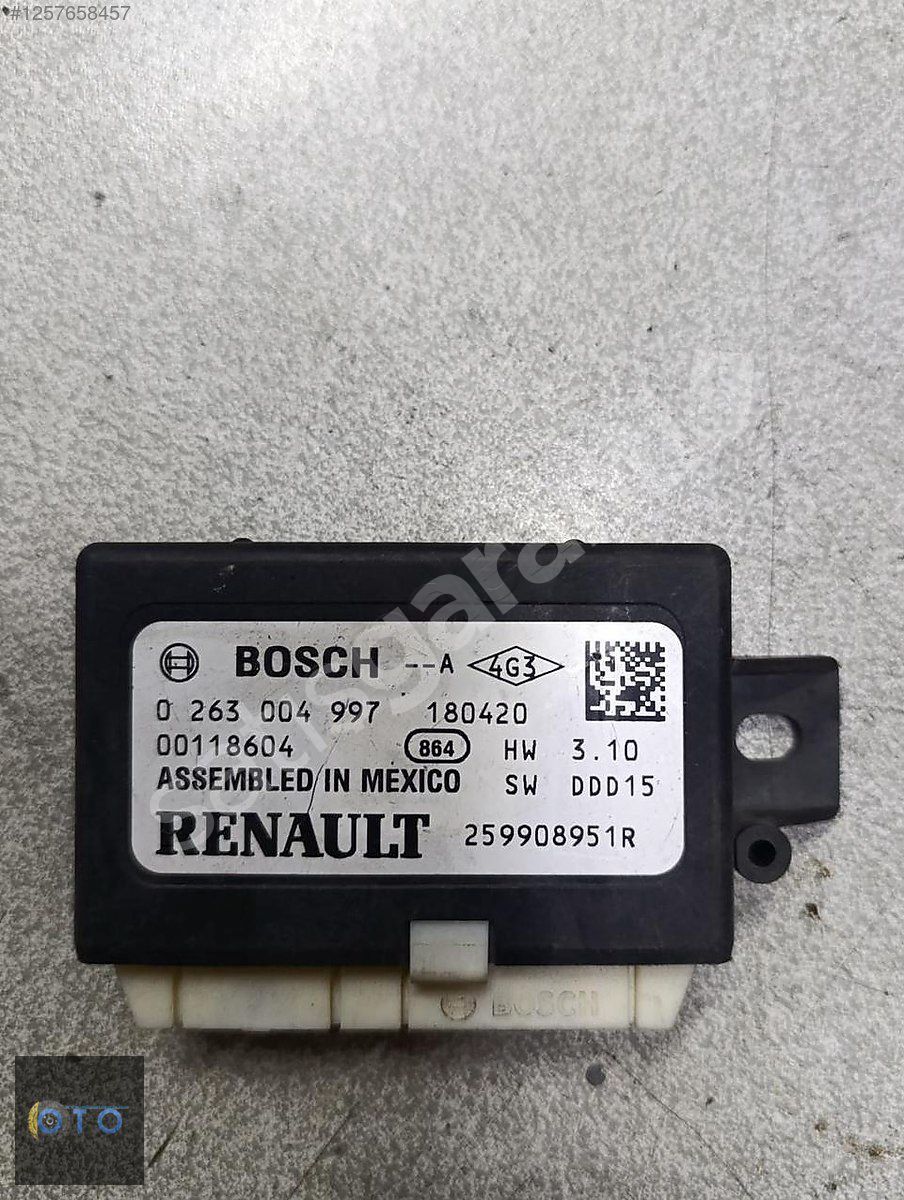 #1257658457
BOSCH --A 4G3
0 263 004 997 180420
00118604 864 HW 3.10
ASSEMBLED IN MEXICO SW DDD15
RENAULT 259908951R
BOSCH
OTO